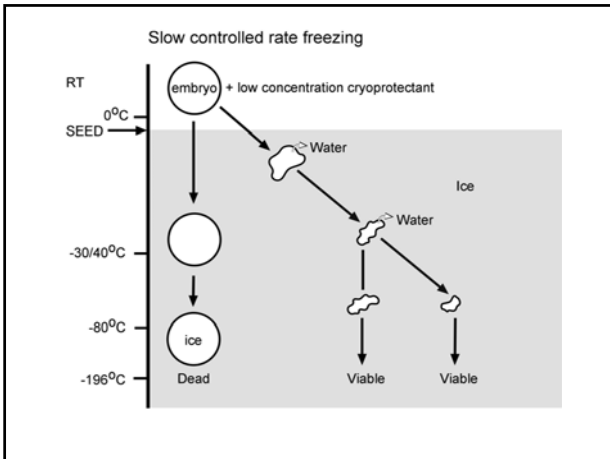 Slow controlled rate freezing
RT
embryo
+ low concentration cryoprotectant
0°C
SEED
Water
Ice
Water
-30/40°C
-80°C
ice
-196°C
Dead
Viable
Viable